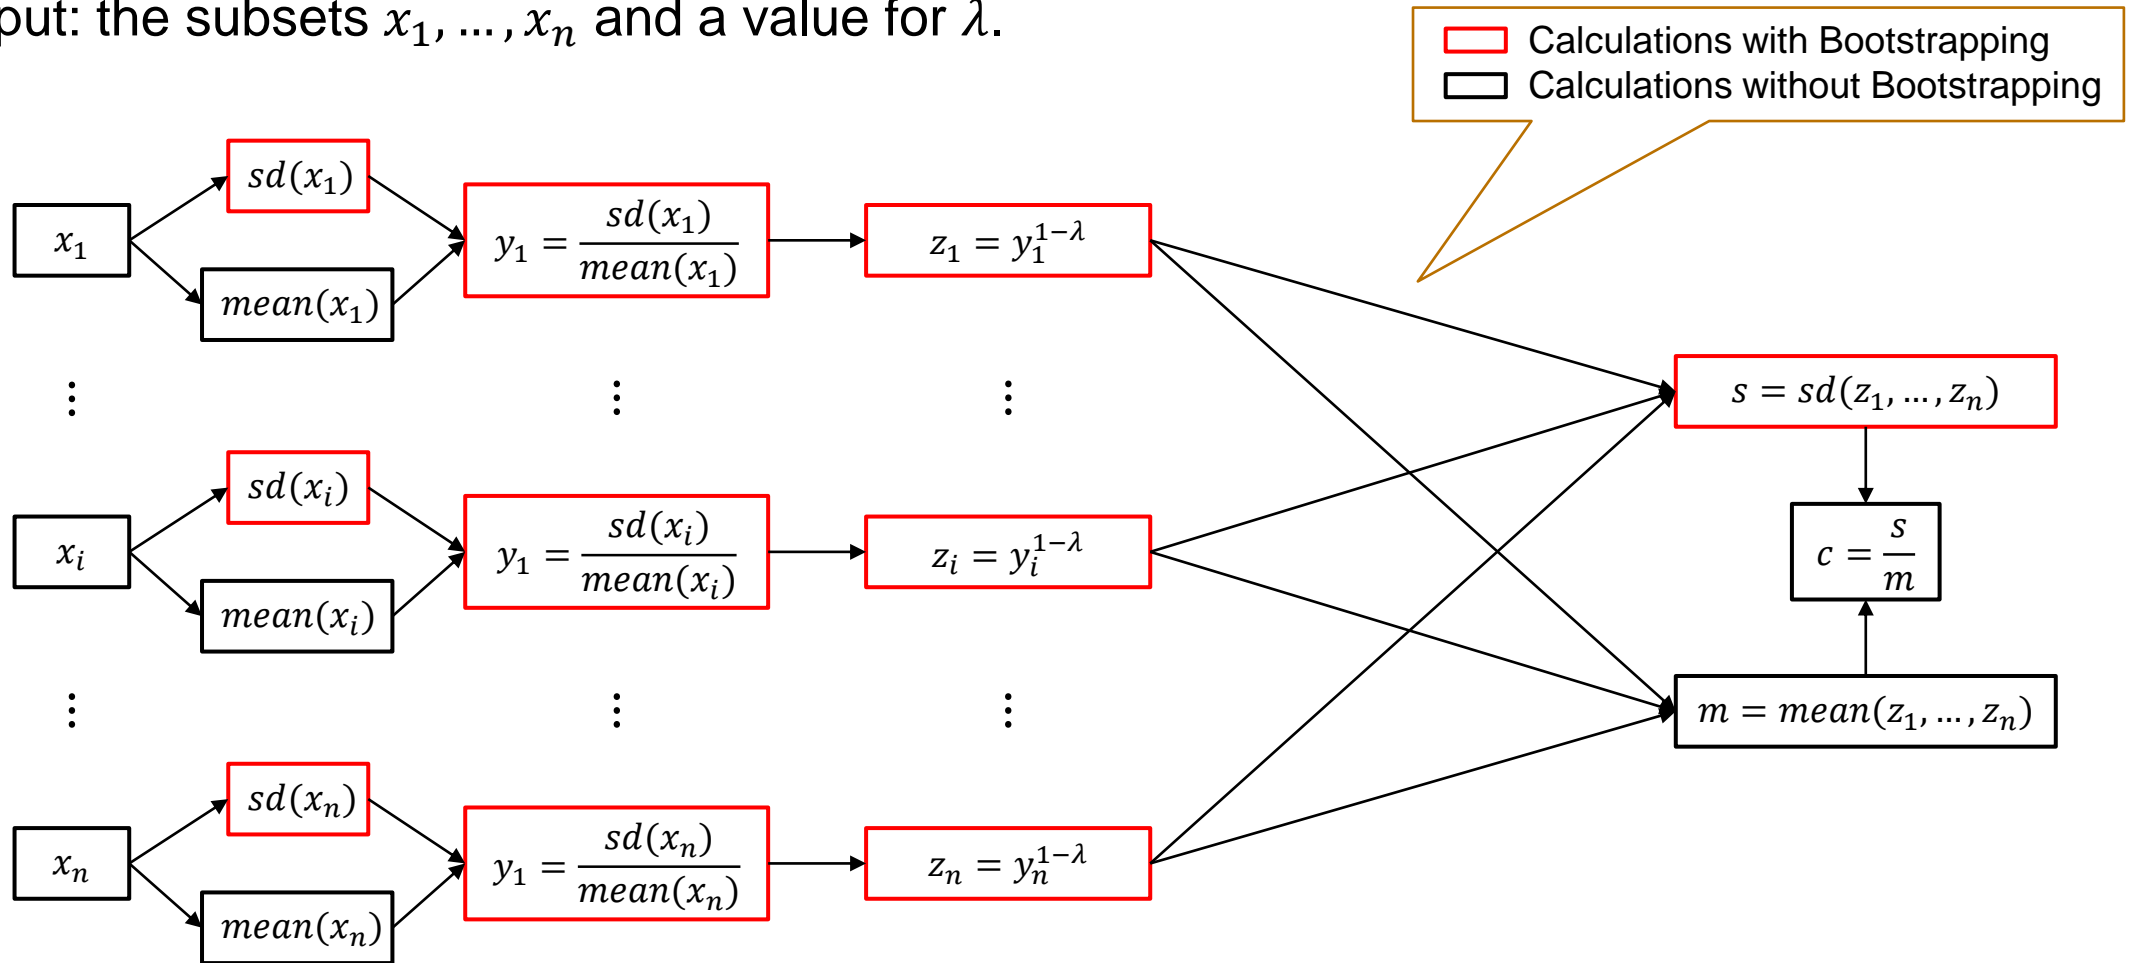 put: the subsets x₁, …, xₙ and a value for λ.
Calculations with Bootstrapping
Calculations without Bootstrapping
x₁
sd(x₁)
mean(x₁)
y₁ = sd(x₁) / mean(x₁)
z₁ = y₁^{1−λ}
⋮ ⋮ ⋮
xᵢ
sd(xᵢ)
mean(xᵢ)
y₁ = sd(xᵢ) / mean(xᵢ)
zᵢ = yᵢ^{1−λ}
s = sd(z₁, …, zₙ)
c = s / m
m = mean(z₁, …, zₙ)
⋮ ⋮ ⋮
xₙ
sd(xₙ)
mean(xₙ)
y₁ = sd(xₙ) / mean(xₙ)
zₙ = yₙ^{1−λ}